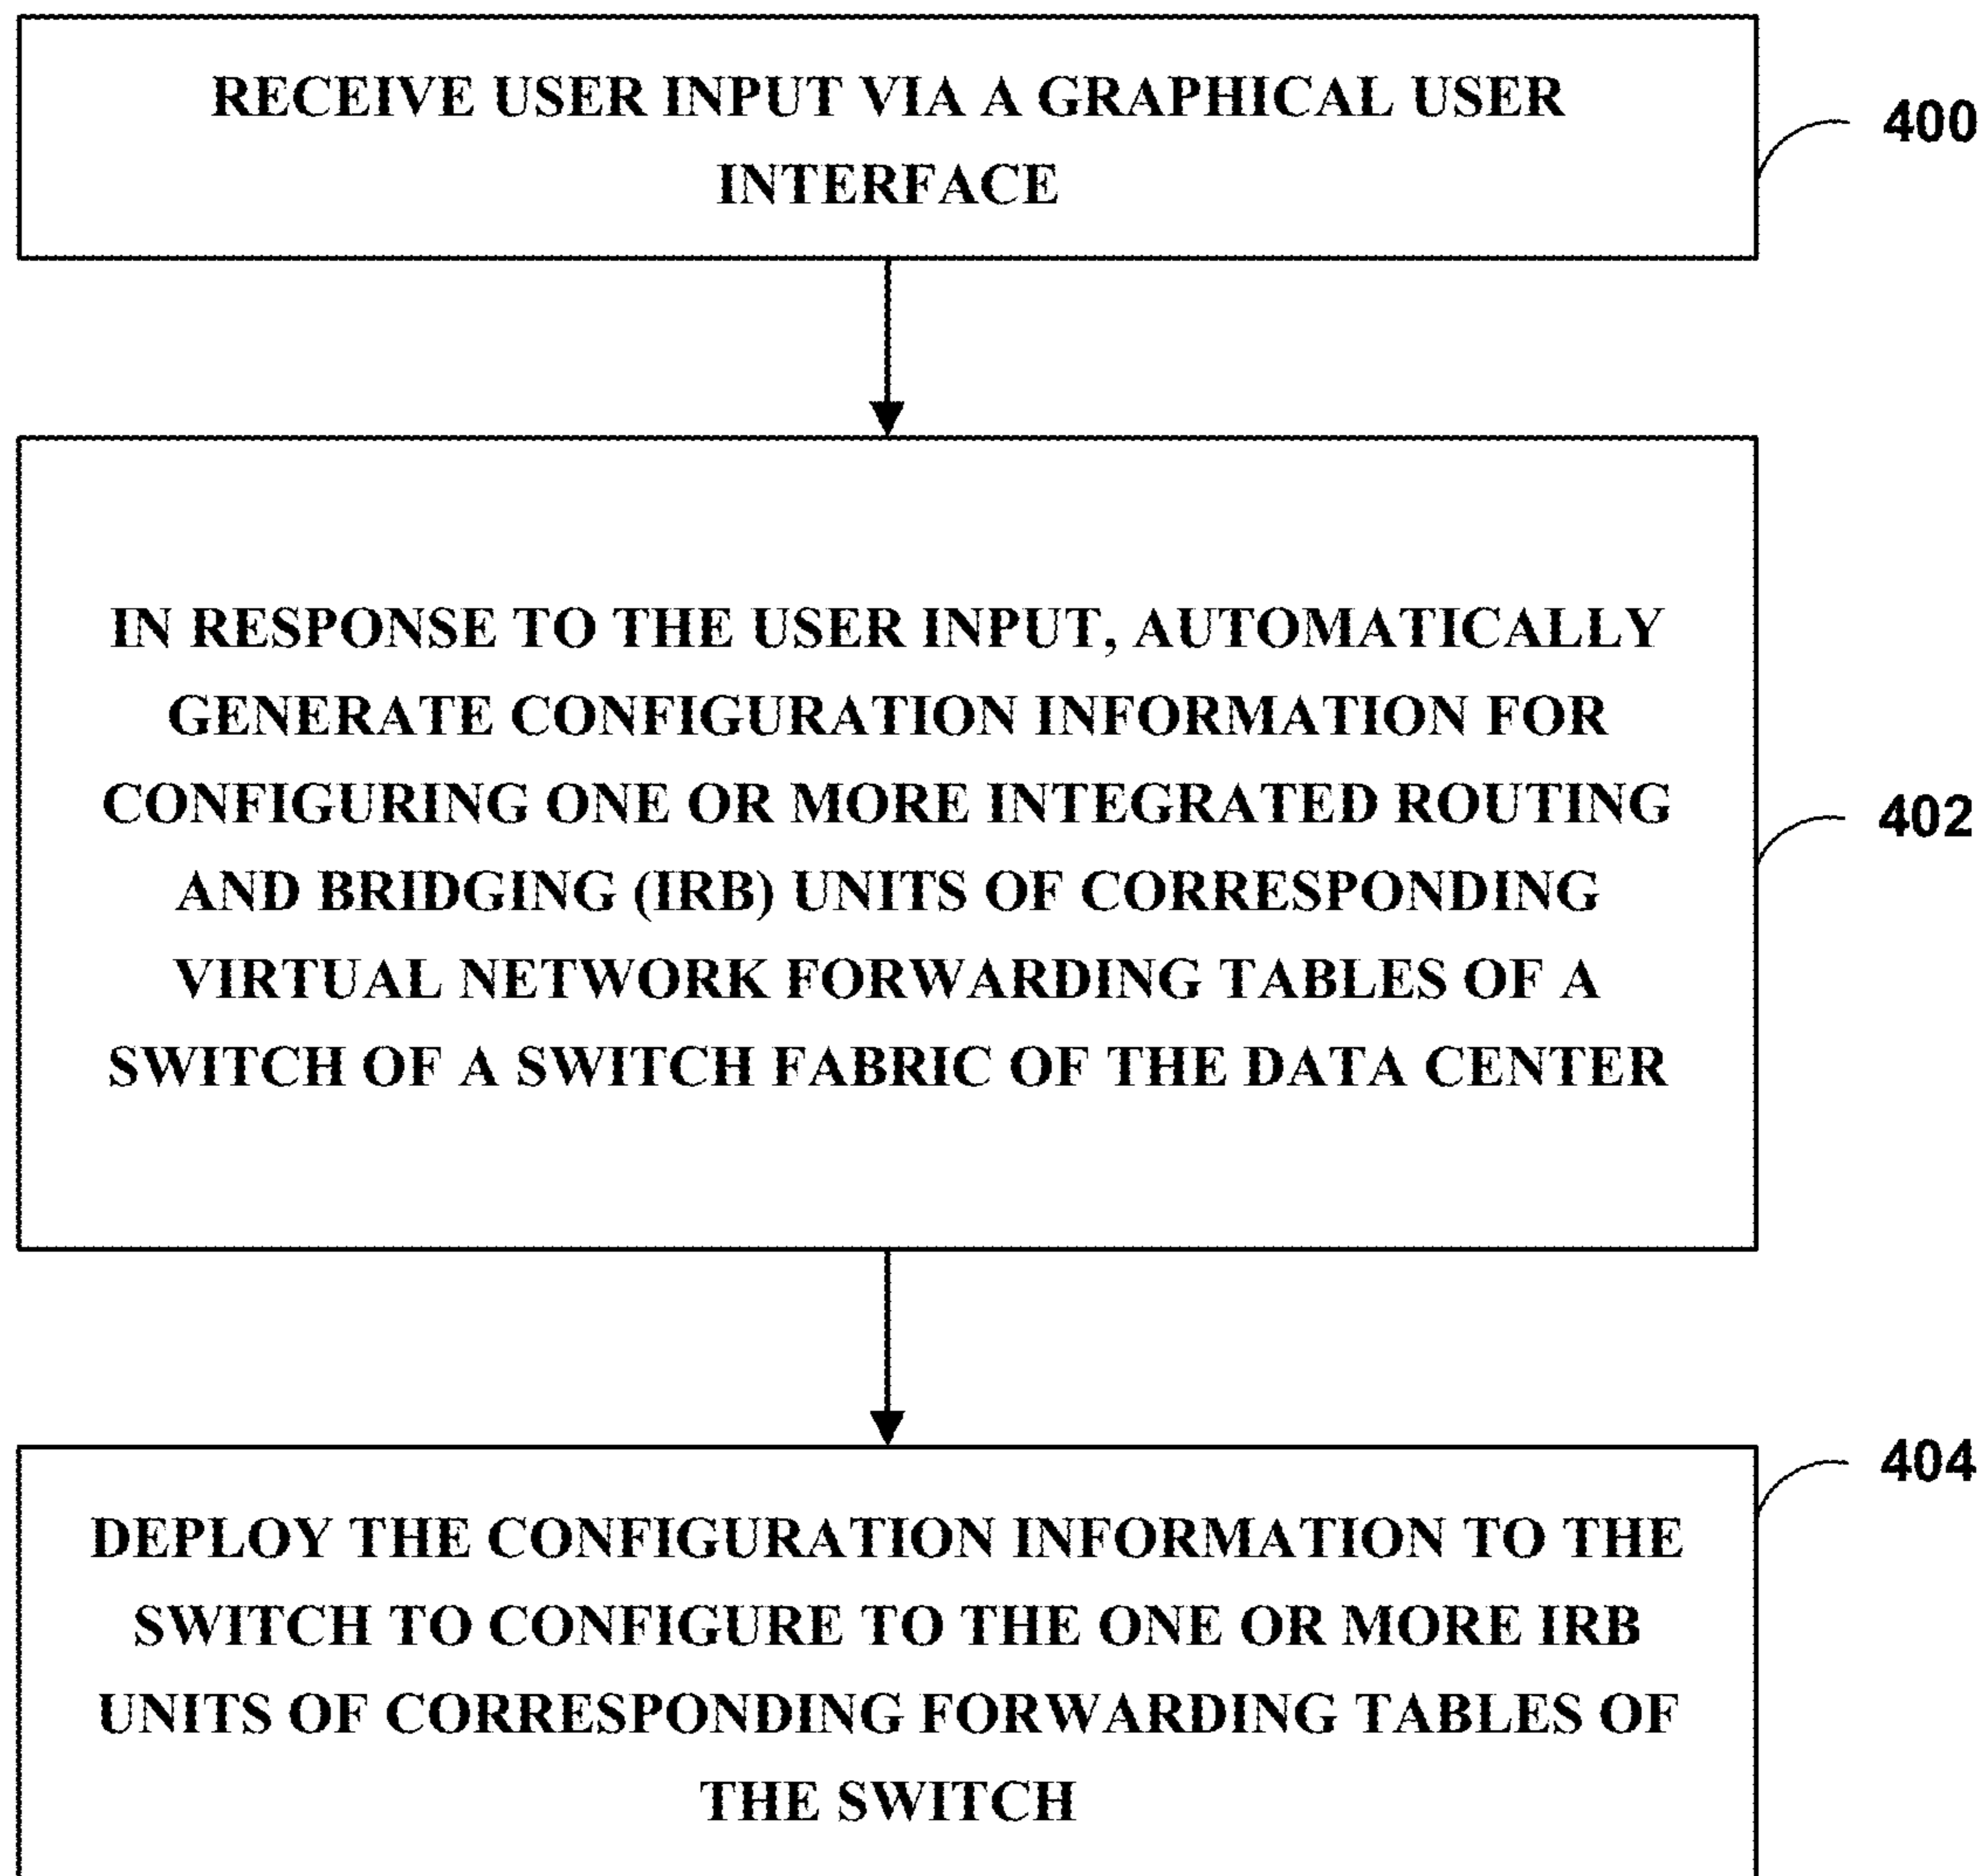 RECEIVE USER INPUT VIA A GRAPHICAL USER
INTERFACE
400
IN RESPONSE TO THE USER INPUT, AUTOMATICALLY
GENERATE CONFIGURATION INFORMATION FOR
CONFIGURING ONE OR MORE INTEGRATED ROUTING
AND BRIDGING (IRB) UNITS OF CORRESPONDING
VIRTUAL NETWORK FORWARDING TABLES OF A
SWITCH OF A SWITCH FABRIC OF THE DATA CENTER
402
DEPLOY THE CONFIGURATION INFORMATION TO THE
SWITCH TO CONFIGURE TO THE ONE OR MORE IRB
UNITS OF CORRESPONDING FORWARDING TABLES OF
THE SWITCH
404